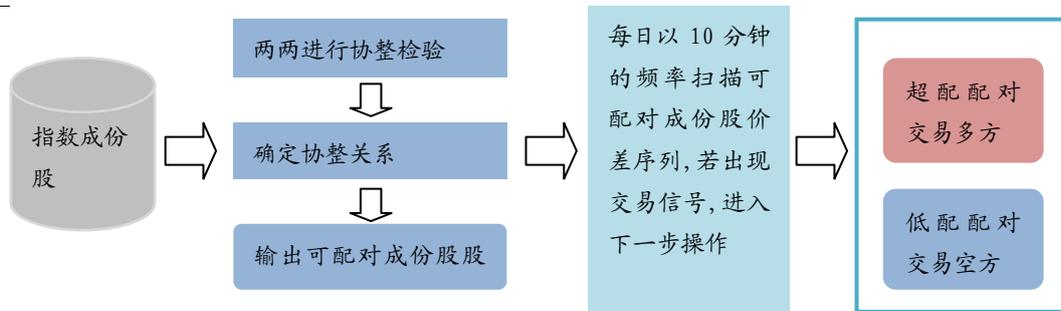 指数成份
股
两两进行协整检验
确定协整关系
输出可配对成份股股
每日以 10 分钟
的频率扫描可
配对成份股价
差序列,若出现
交易信号,进入
下一步操作
超配配对
交易多方
低配配对
交易空方